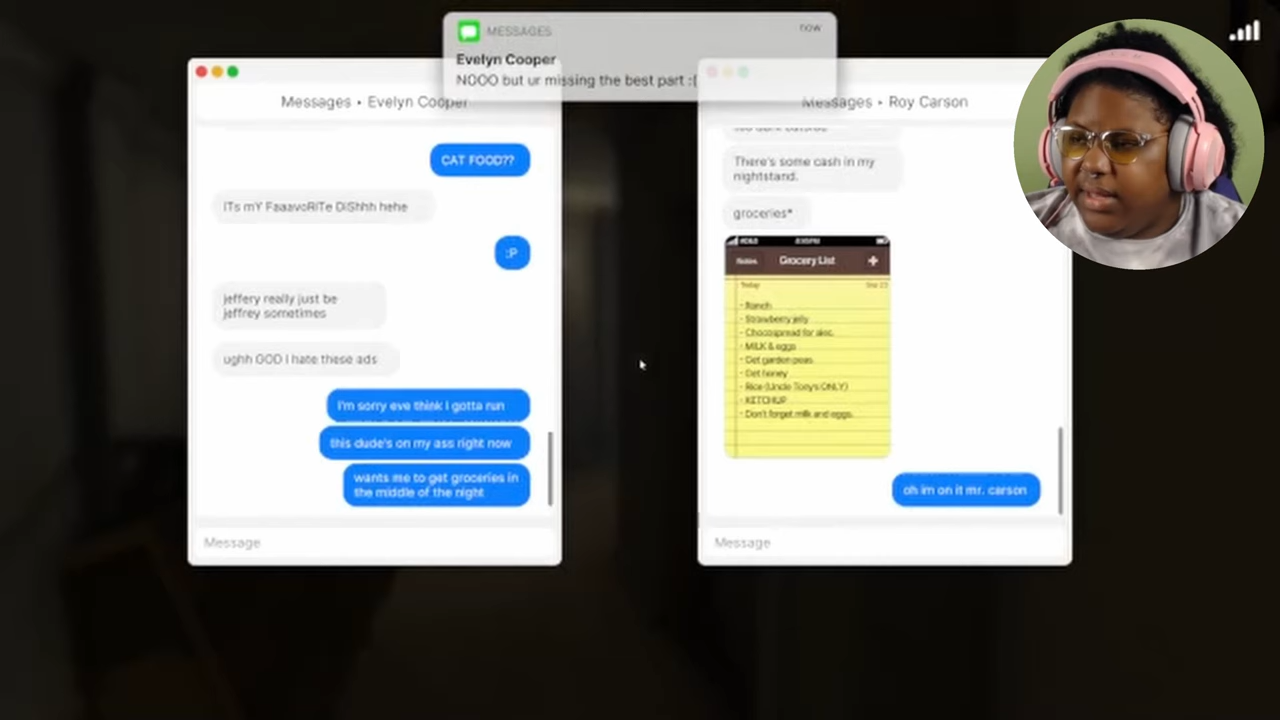 MESSAGES
now
Evelyn Cooper
NOOO but ur missing the best part :(
Messages • Evelyn Cooper
CAT FOOD??
iTs mY FaaavoRiTe DiShhh hehe
:P
jeffery really just be
jeffrey sometimes
ughh GOD I hate these ads
I'm sorry eve think I gotta run
this dude's on my ass right now
wants me to get groceries in
the middle of the night
Message
Messages • Roy Carson
There's some cash in my
nightstand.
groceries*
Notes
Grocery List
+
Today
- Ranch
- Strawberry jelly
- Chocospread for alec.
- MILK & eggs
- Get garden peas
- Get honey
- Rice (Uncle Tony's ONLY)
- KETCHUP
- Don't forget milk and eggs.
oh im on it mr. carson
Message